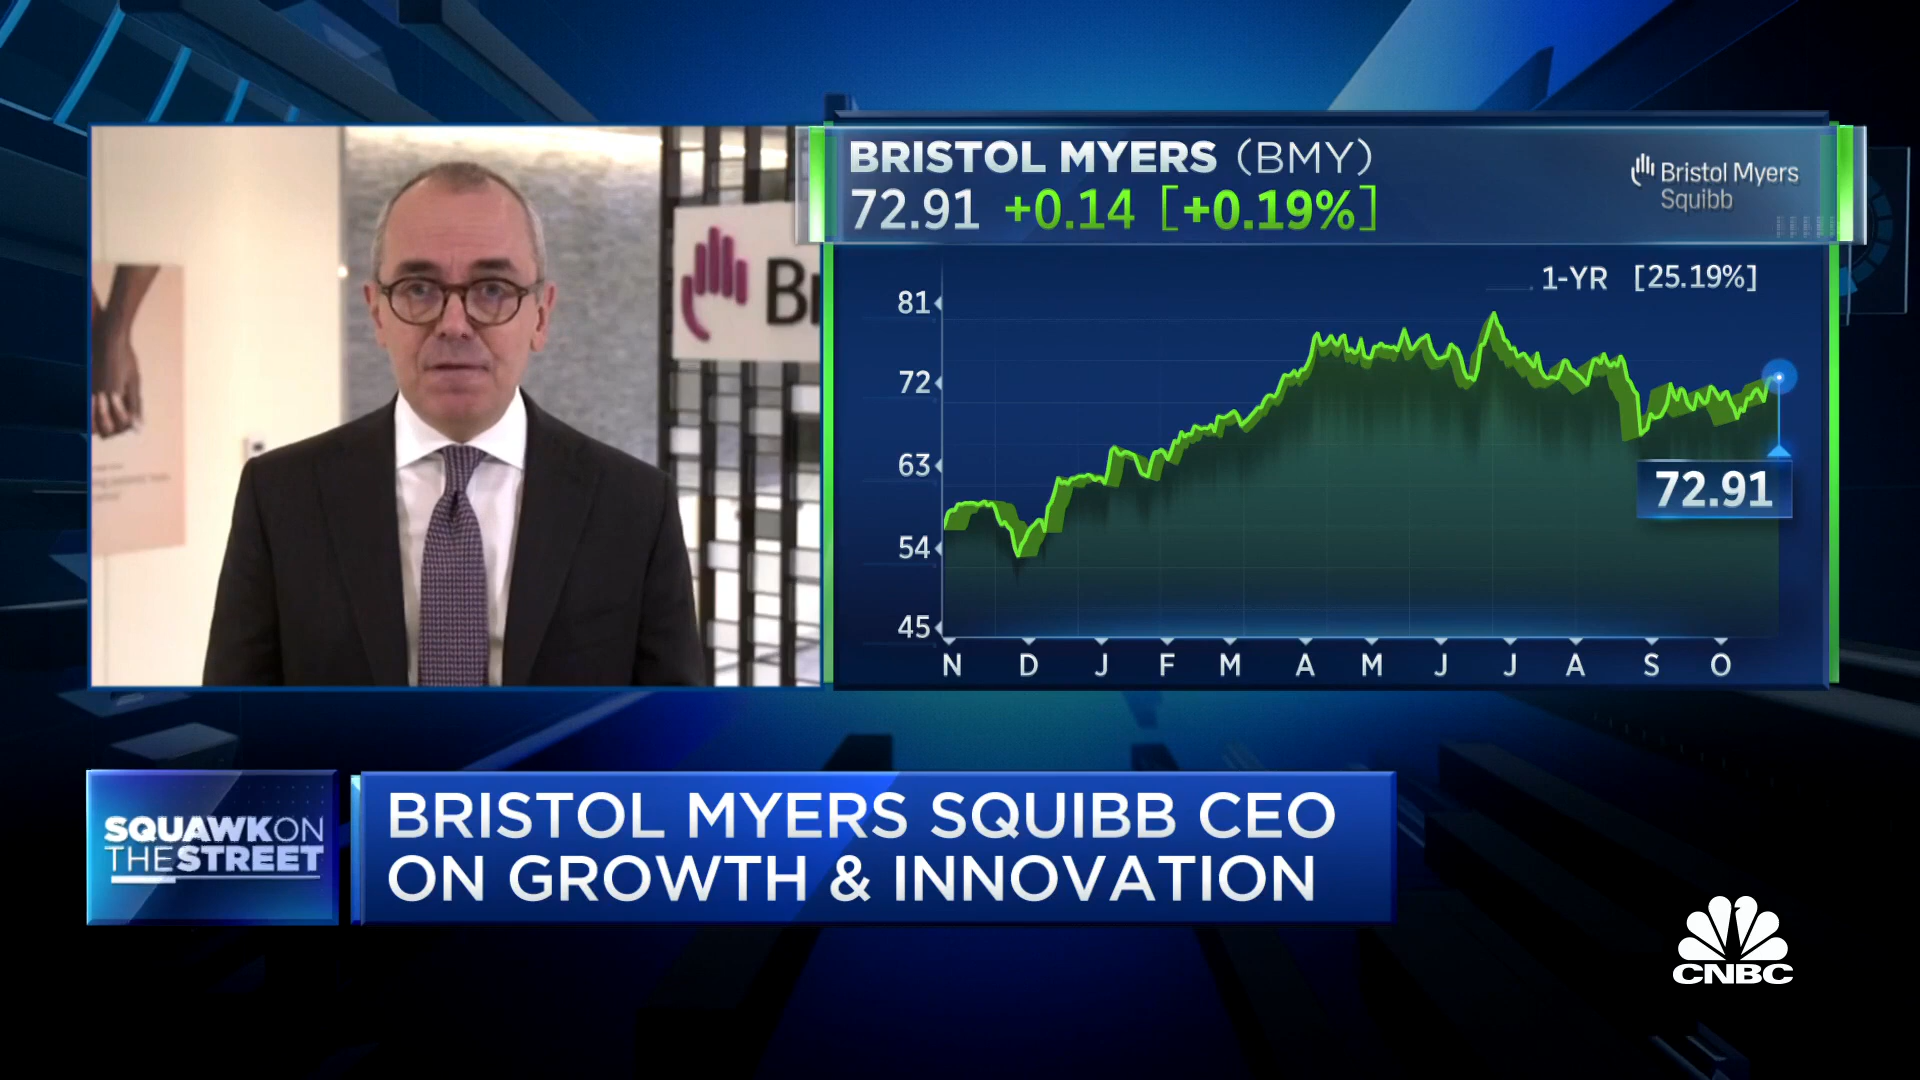 BRISTOL MYERS (BMY)
72.91 +0.14 [+0.19%]
Bristol Myers
Squibb
1-YR [25.19%]
81
72
63
54
45
72.91
N D J F M A M J J A S O
SQUAWK ON
THE STREET
BRISTOL MYERS SQUIBB CEO
ON GROWTH & INNOVATION
CNBC